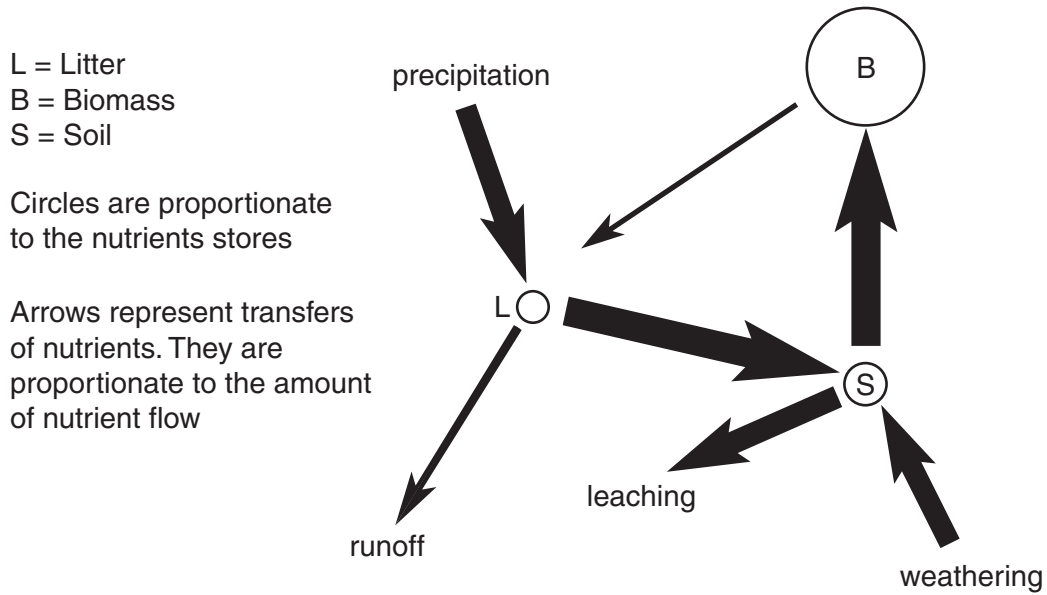 L = Litter
B = Biomass
S = Soil
Circles are proportionate
to the nutrients stores
Arrows represent transfers
of nutrients. They are
proportionate to the amount
of nutrient flow
precipitation
B
L
S
leaching
runoff
weathering